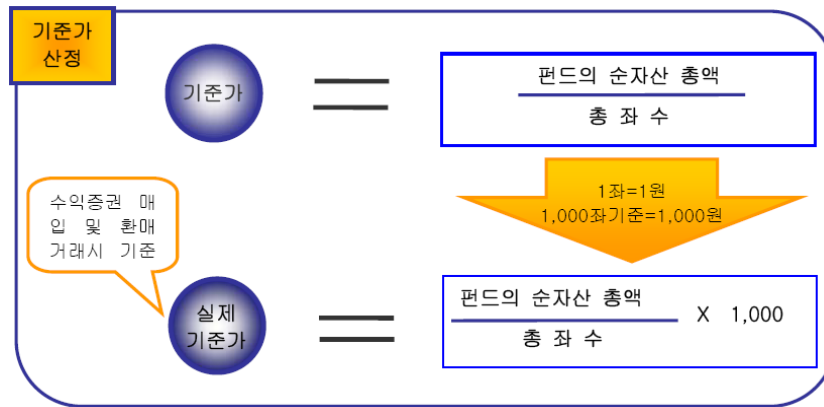 기준가
산정
기준가
펀드의 순자산 총액
총 좌 수
1좌=1원
1,000좌기준=1,000원
수익증권 매
입 및 환매
거래시 기준
실제
기준가
펀드의 순자산 총액
총 좌 수
X 1,000